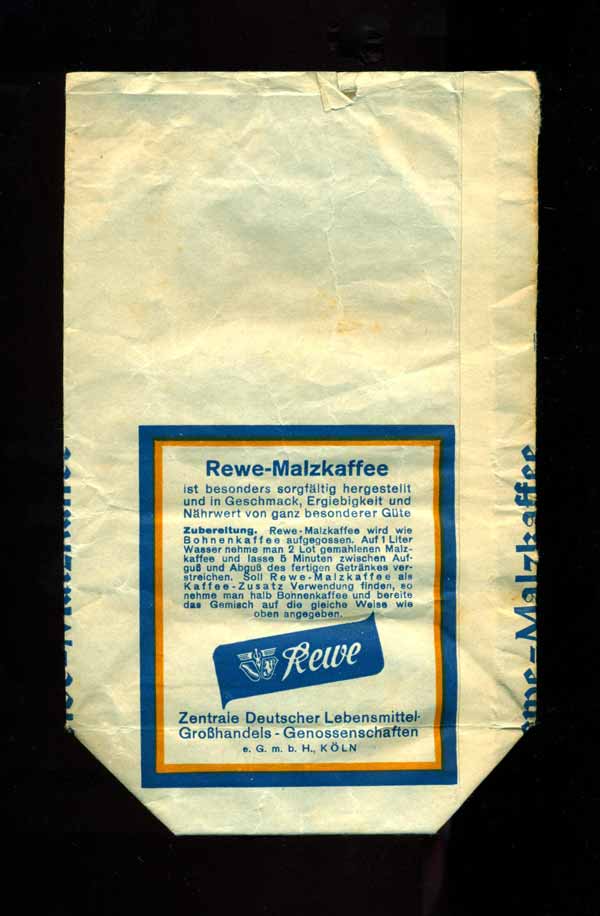 Rewe-Malzkaffee
ist besonders sorgfältig hergestellt
und in Geschmack, Ergiebigkeit und
Nährwert von ganz besonderer Güte
Zubereitung. Rewe-Malzkaffee wird wie
Bohnenkaffee aufgegossen. Auf 1 Liter
Wasser nehme man 2 Lot gemahlenen Malz-
kaffee und lasse 5 Minuten zwischen Auf-
guß und Abguß des fertigen Getränkes ver-
streichen. Soll Rewe-Malzkaffee als
Kaffee-Zusatz Verwendung finden, so
nehme man halb Bohnenkaffee und bereite
das Gemisch auf die gleiche Weise wie
oben angegeben.
Rewe
Zentrale Deutscher Lebensmittel-
Großhandels - Genossenschaften
e. G. m. b. H., KÖLN
we-Malzkaffee